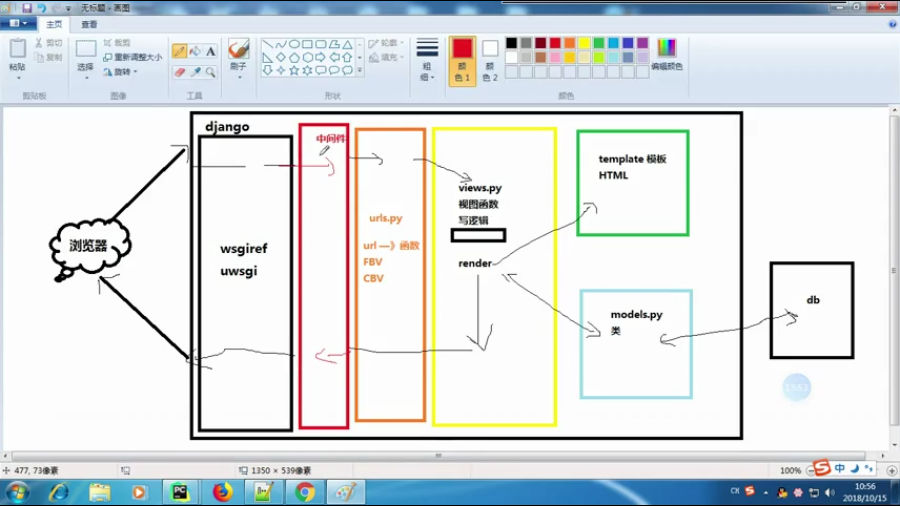 无标题 - 画图
主页
查看
粘贴
剪切
复制
剪贴板
选择
裁剪
重新调整大小
旋转
图像
A
工具
刷子
形状
轮廓
填充
粗细
颜色 1
颜色 2
编辑颜色
颜色
django
中间件
浏览器
wsgiref
uwsgi
urls.py
url —》函数
FBV
CBV
views.py
视图函数
写逻辑
render
template 模板
HTML
models.py
类
db
477, 73像素
1350 × 539像素
100%
中
CH
10:56
2018/10/15